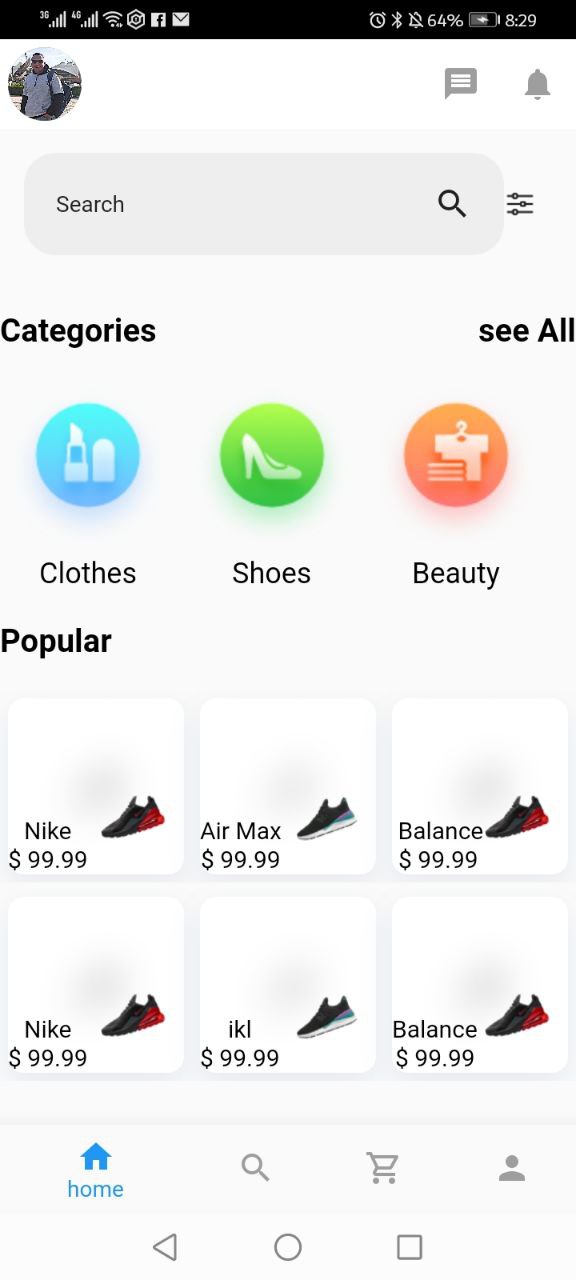 3G 4G 64% 8:29
Search
Categories see All
Clothes Shoes Beauty
Popular
Nike Air Max Balance
$ 99.99 $ 99.99 $ 99.99
Nike ikl Balance
$ 99.99 $ 99.99 $ 99.99
home